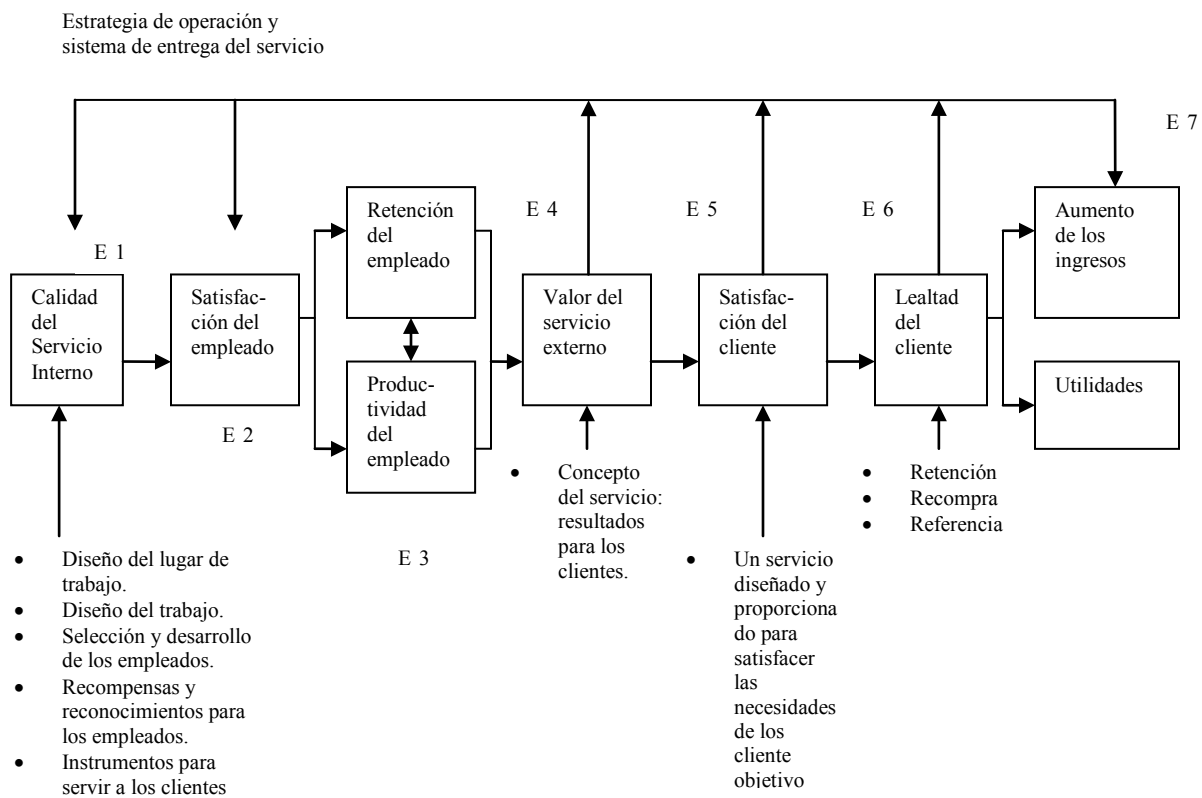 Estrategia de operación y
sistema de entrega del servicio
E 7
E 1
Calidad
del
Servicio
Interno
Satisfac-
ción del
empleado
E 2
Retención
del
empleado
Produc-
tividad
del
empleado
E 3
E 4
Valor del
servicio
externo
E 5
Satisfac-
ción del
cliente
E 6
Lealtad
del
cliente
Aumento
de los
ingresos
Utilidades
• Diseño del lugar de
trabajo.
• Diseño del trabajo.
• Selección y desarrollo
de los empleados.
• Recompensas y
reconocimientos para
los empleados.
• Instrumentos para
servir a los clientes
• Concepto
del servicio:
resultados
para los
clientes.
• Un servicio
diseñado y
proporciona
do para
satisfacer
las
necesidades
de los
cliente
objetivo
• Retención
• Recompra
• Referencia